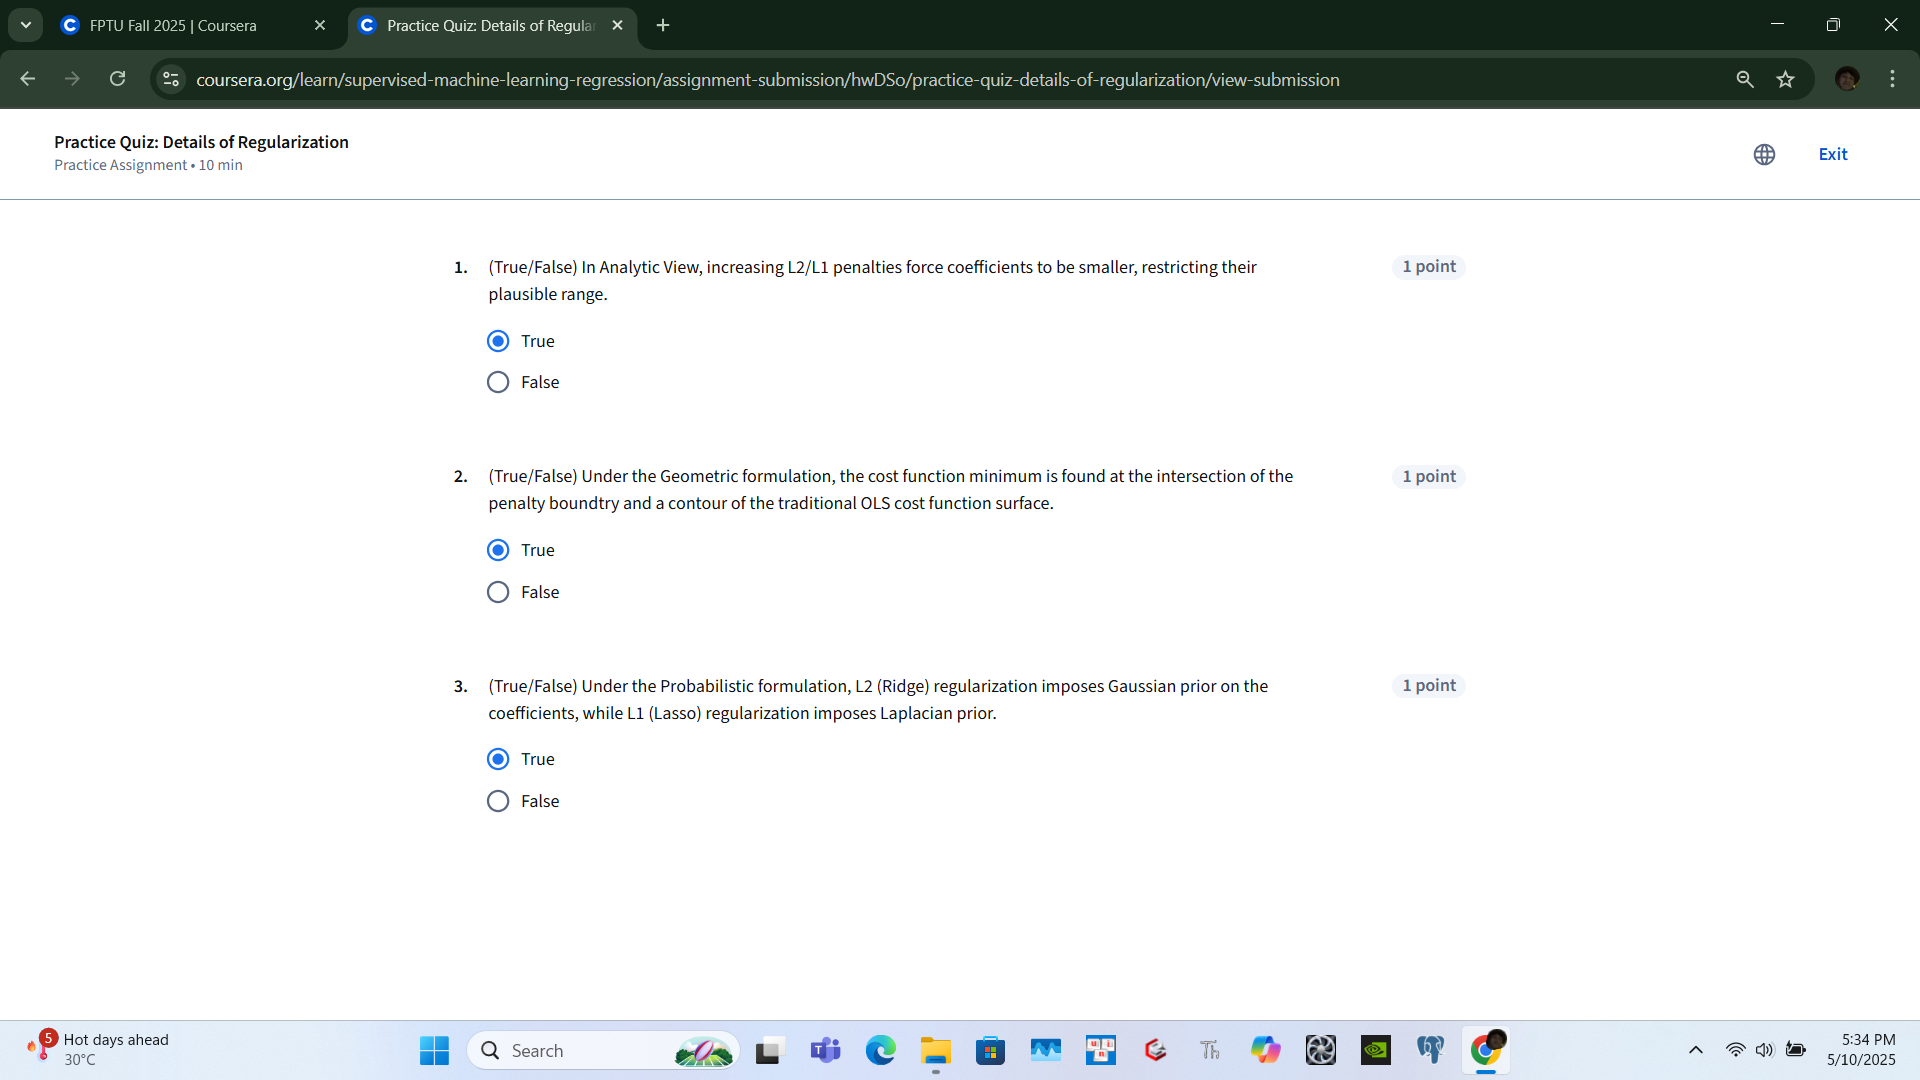 FPTU Fall 2025 | Coursera
Practice Quiz: Details of Regular
coursera.org/learn/supervised-machine-learning-regression/assignment-submission/hwDSo/practice-quiz-details-of-regularization/view-submission
Practice Quiz: Details of Regularization
Practice Assignment • 10 min
Exit
1. (True/False) In Analytic View, increasing L2/L1 penalties force coefficients to be smaller, restricting their
plausible range.
1 point
True
False
2. (True/False) Under the Geometric formulation, the cost function minimum is found at the intersection of the
penalty boundtry and a contour of the traditional OLS cost function surface.
1 point
True
False
3. (True/False) Under the Probabilistic formulation, L2 (Ridge) regularization imposes Gaussian prior on the
coefficients, while L1 (Lasso) regularization imposes Laplacian prior.
1 point
True
False
5
Hot days ahead
30°C
Search
Th
5:34 PM
5/10/2025